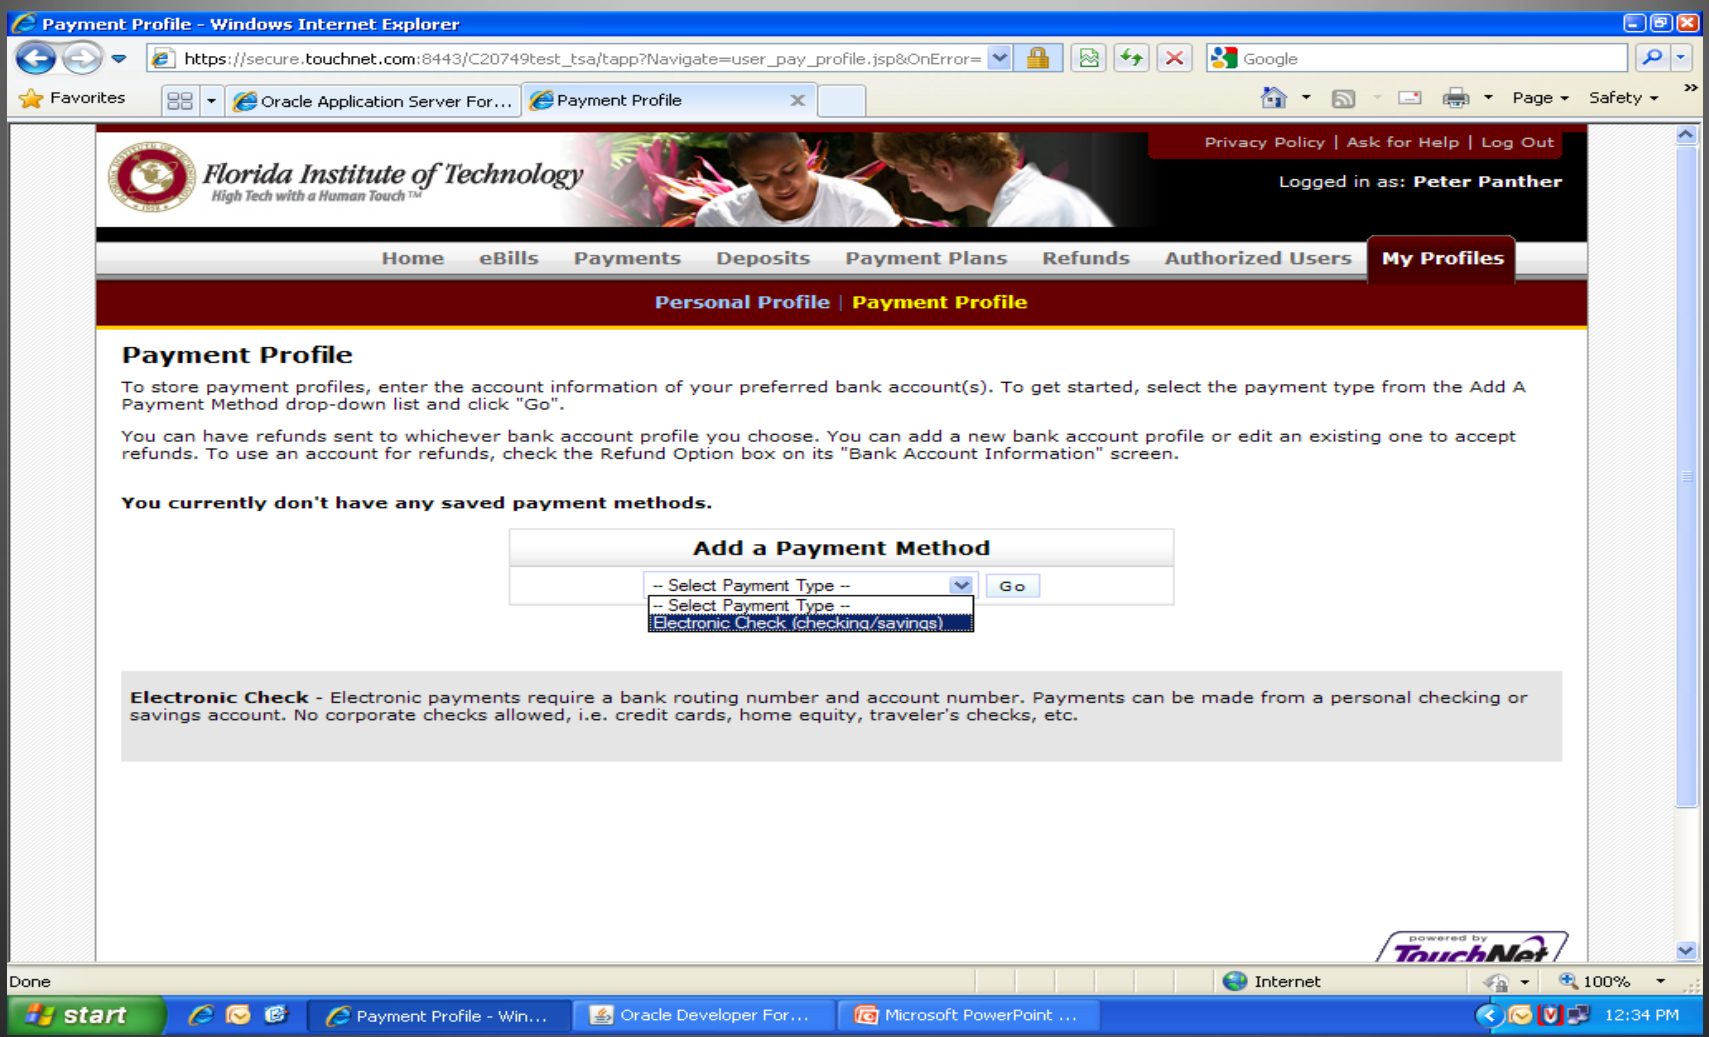 Payment Profile - Windows Internet Explorer
https://secure.touchnet.com:8443/C20749test_tsa/tapp?Navigate=user_pay_profile.jsp&OnError=
Google
Favorites
Oracle Application Server For...
Payment Profile
Page
Safety
Privacy Policy | Ask for Help | Log Out
Florida Institute of Technology
High Tech with a Human Touch™
Logged in as: Peter Panther
Home eBills Payments Deposits Payment Plans Refunds Authorized Users My Profiles
Personal Profile | Payment Profile
Payment Profile
To store payment profiles, enter the account information of your preferred bank account(s). To get started, select the payment type from the Add A
Payment Method drop-down list and click "Go".
You can have refunds sent to whichever bank account profile you choose. You can add a new bank account profile or edit an existing one to accept
refunds. To use an account for refunds, check the Refund Option box on its "Bank Account Information" screen.
You currently don't have any saved payment methods.
Add a Payment Method
-- Select Payment Type --
Go
-- Select Payment Type --
Electronic Check (checking/savings)
Electronic Check - Electronic payments require a bank routing number and account number. Payments can be made from a personal checking or
savings account. No corporate checks allowed, i.e. credit cards, home equity, traveler's checks, etc.
powered by
TouchNet
Done
Internet
100%
start
Payment Profile - Win...
Oracle Developer For...
Microsoft PowerPoint ...
12:34 PM